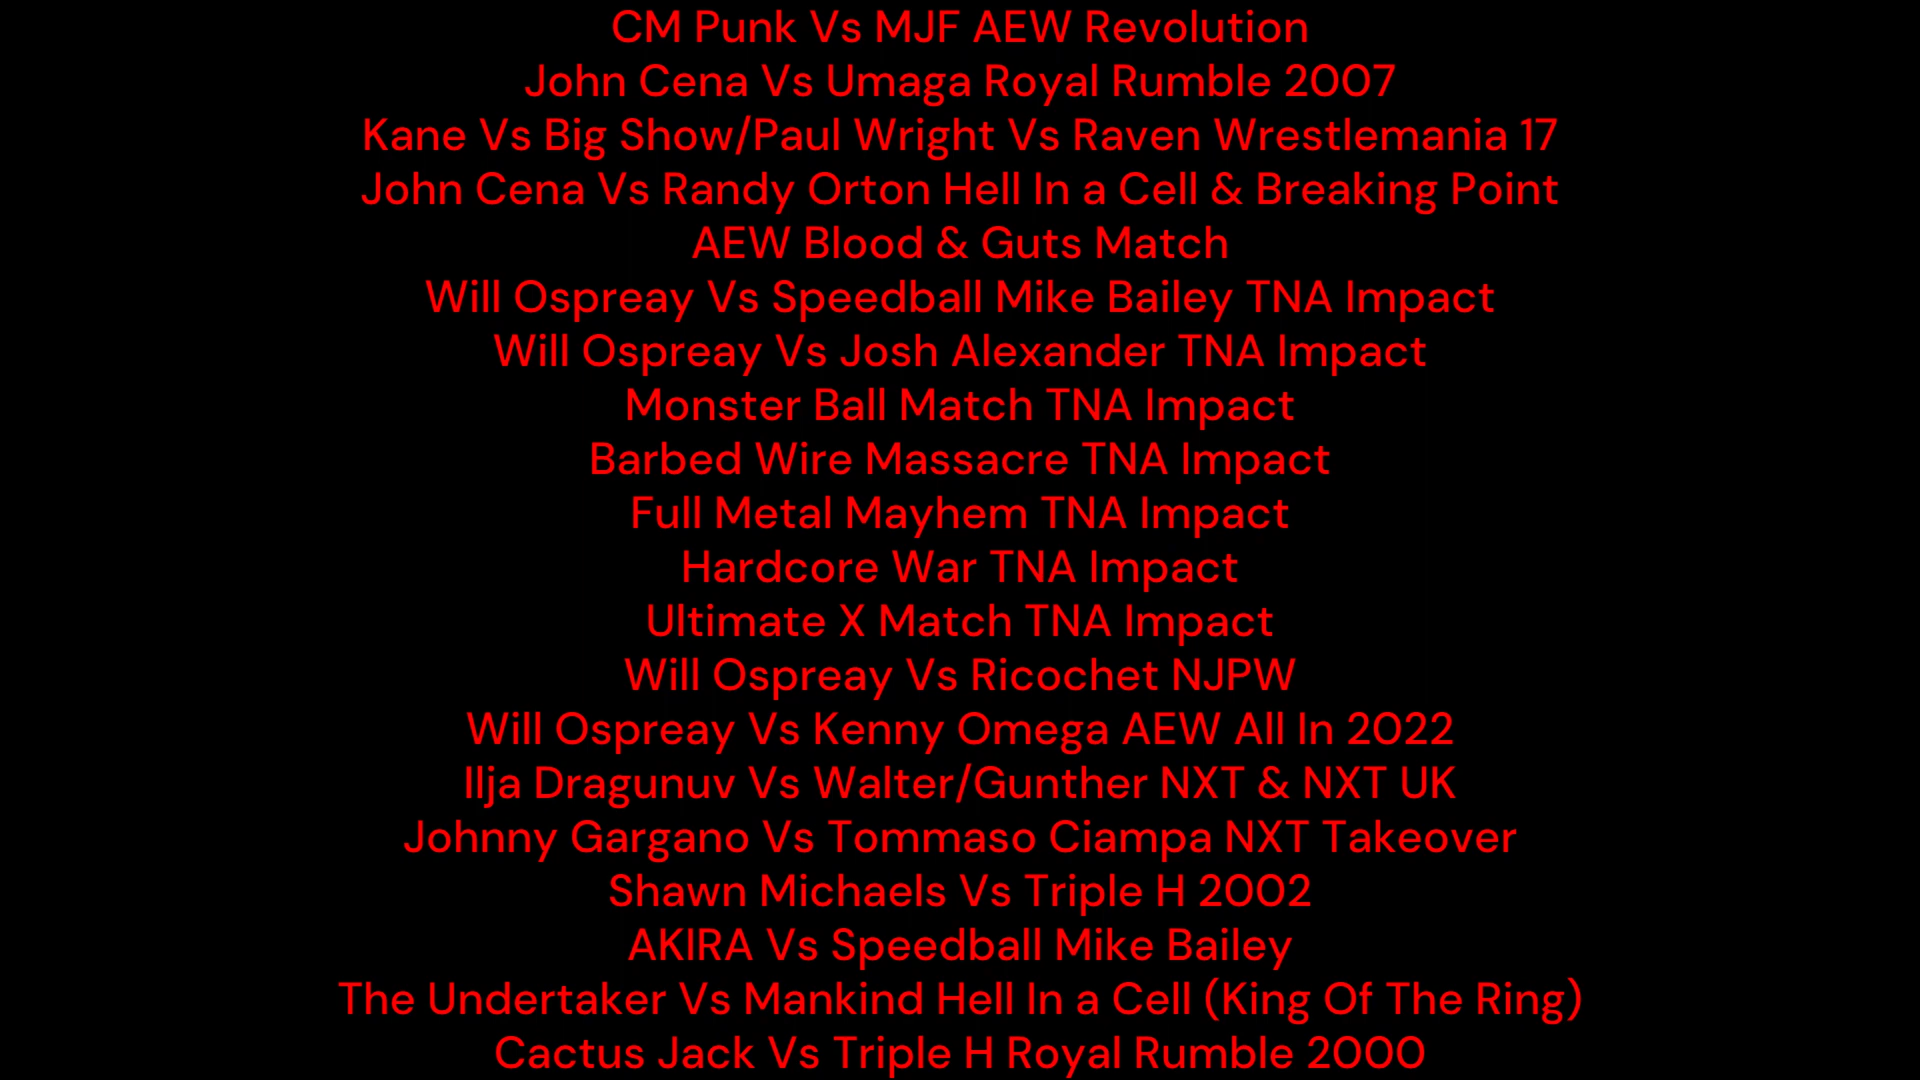 CM Punk Vs MJF AEW Revolution
John Cena Vs Umaga Royal Rumble 2007
Kane Vs Big Show/Paul Wright Vs Raven Wrestlemania 17
John Cena Vs Randy Orton Hell In a Cell & Breaking Point
AEW Blood & Guts Match
Will Ospreay Vs Speedball Mike Bailey TNA Impact
Will Ospreay Vs Josh Alexander TNA Impact
Monster Ball Match TNA Impact
Barbed Wire Massacre TNA Impact
Full Metal Mayhem TNA Impact
Hardcore War TNA Impact
Ultimate X Match TNA Impact
Will Ospreay Vs Ricochet NJPW
Will Ospreay Vs Kenny Omega AEW All In 2022
Ilja Dragunuv Vs Walter/Gunther NXT & NXT UK
Johnny Gargano Vs Tommaso Ciampa NXT Takeover
Shawn Michaels Vs Triple H 2002
AKIRA Vs Speedball Mike Bailey
The Undertaker Vs Mankind Hell In a Cell (King Of The Ring)
Cactus Jack Vs Triple H Royal Rumble 2000